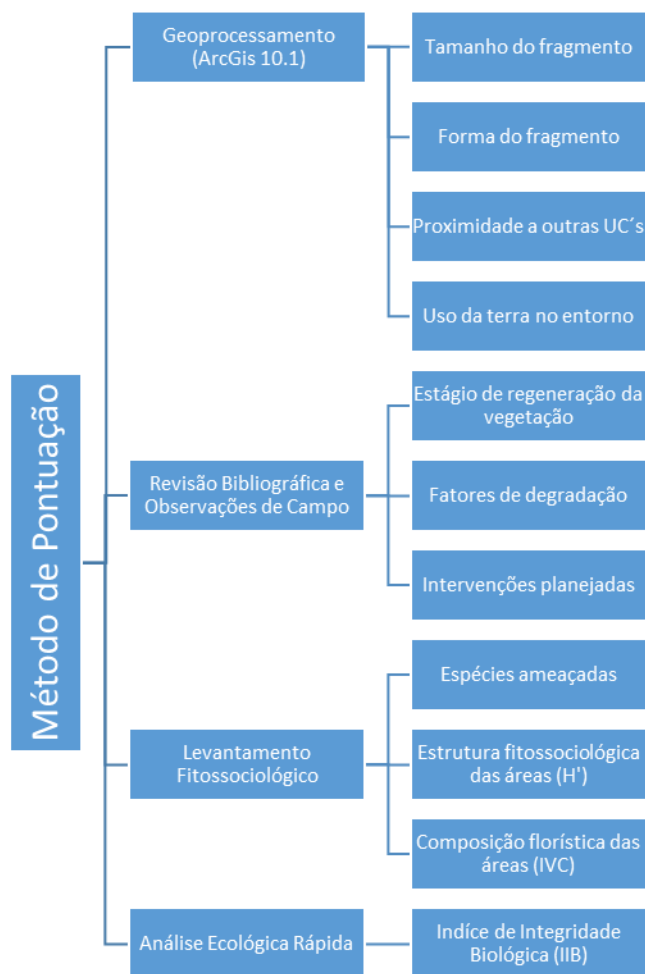 Método de Pontuação
Geoprocessamento
(ArcGis 10.1)
Tamanho do fragmento
Forma do fragmento
Proximidade a outras UC´s
Uso da terra no entorno
Revisão Bibliográfica e
Observações de Campo
Estágio de regeneração da
vegetação
Fatores de degradação
Intervenções planejadas
Levantamento
Fitossociológico
Espécies ameaçadas
Estrutura fitossociológica
das áreas (H')
Composição florística das
áreas (IVC)
Análise Ecológica Rápida
Indíce de Integridade
Biológica (IIB)